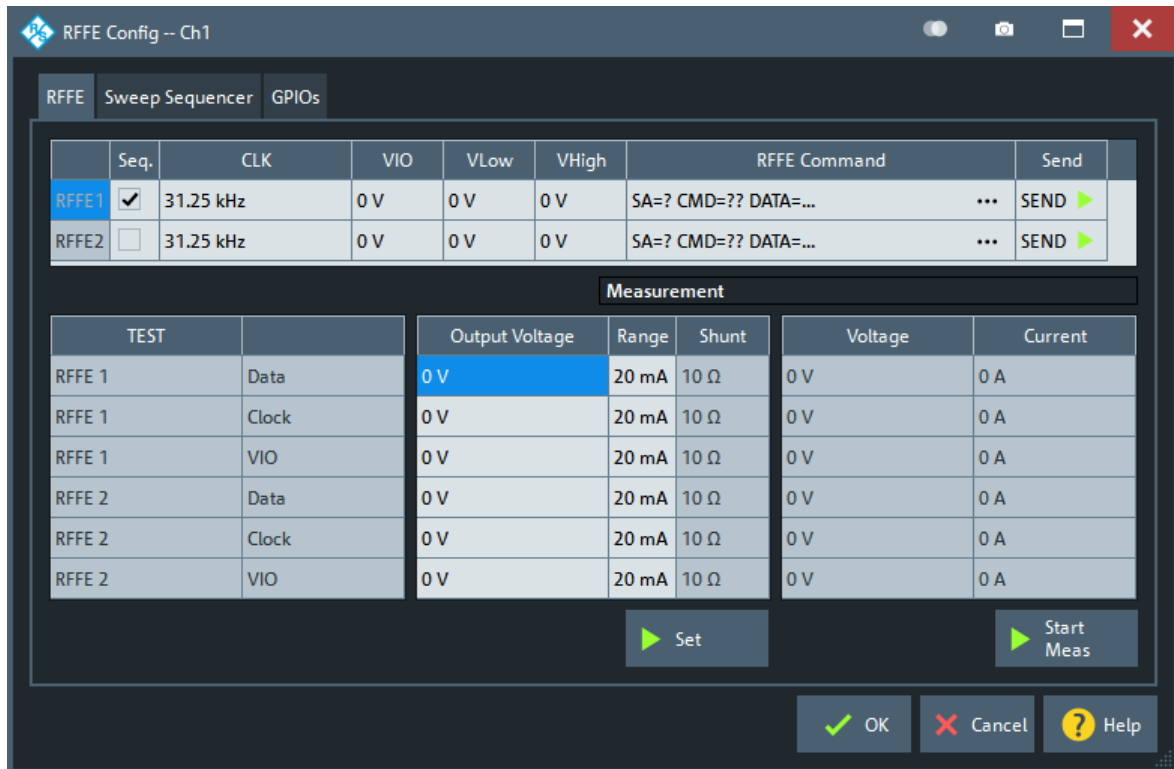 RFFE Config -- Ch1
RFFE Sweep Sequencer GPIOs
Seq. CLK VIO VLow VHigh RFFE Command Send
RFFE1 31.25 kHz 0 V 0 V 0 V SA=? CMD=?? DATA=... ••• SEND
RFFE2 31.25 kHz 0 V 0 V 0 V SA=? CMD=?? DATA=... ••• SEND
Measurement
TEST Output Voltage Range Shunt Voltage Current
RFFE 1 Data 0 V 20 mA 10 Ω 0 V 0 A
RFFE 1 Clock 0 V 20 mA 10 Ω 0 V 0 A
RFFE 1 VIO 0 V 20 mA 10 Ω 0 V 0 A
RFFE 2 Data 0 V 20 mA 10 Ω 0 V 0 A
RFFE 2 Clock 0 V 20 mA 10 Ω 0 V 0 A
RFFE 2 VIO 0 V 20 mA 10 Ω 0 V 0 A
Set
Start
Meas
OK Cancel ? Help